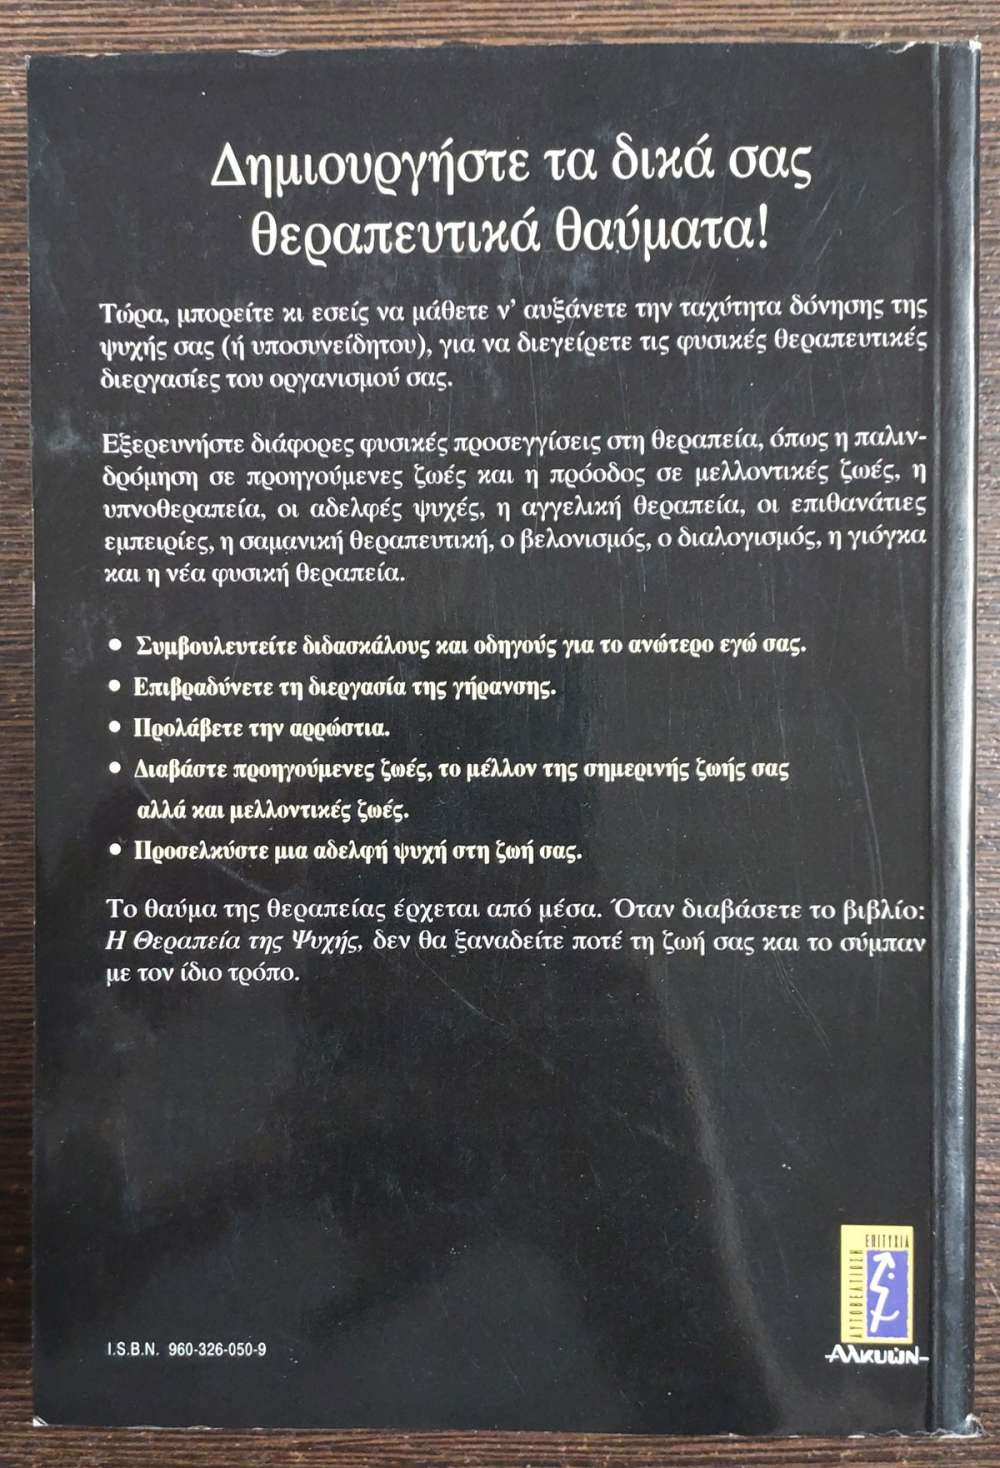 Δημιουργήστε τα δικά σας
θεραπευτικά θαύματα!
Τώρα, μπορείτε κι εσείς να μάθετε ν' αυξάνετε την ταχύτητα δόνησης της
ψυχής σας (ή υποσυνείδητου), για να διεγείρετε τις φυσικές θεραπευτικές
διεργασίες του οργανισμού σας.
Εξερευνήστε διάφορες φυσικές προσεγγίσεις στη θεραπεία, όπως η παλιν-
δρόμηση σε προηγούμενες ζωές και η πρόοδος σε μελλοντικές ζωές, η
υπνοθεραπεία, οι αδελφές ψυχές, η αγγελική θεραπεία, οι επιθανάτιες
εμπειρίες, η σαμανική θεραπευτική, ο βελονισμός, ο διαλογισμός, η γιόγκα
και η νέα φυσική θεραπεία.
• Συμβουλευτείτε διδασκάλους και οδηγούς για το ανώτερο εγώ σας.
• Επιβραδύνετε τη διεργασία της γήρανσης.
• Προλάβετε την αρρώστια.
• Διαβάστε προηγούμενες ζωές, το μέλλον της σημερινής ζωής σας
αλλά και μελλοντικές ζωές.
• Προσελκύστε μια αδελφή ψυχή στη ζωή σας.
Το θαύμα της θεραπείας έρχεται από μέσα. Όταν διαβάσετε το βιβλίο:
Η Θεραπεία της Ψυχής, δεν θα ξαναδείτε ποτέ τη ζωή σας και το σύμπαν
με τον ίδιο τρόπο.
ΕΠΙΤΥΧΙΑ
ΑΥΤΟΒΕΛΤΙΩΣΗ
ΑΛΚΥΩΝ
I.S.B.N. 960-326-050-9